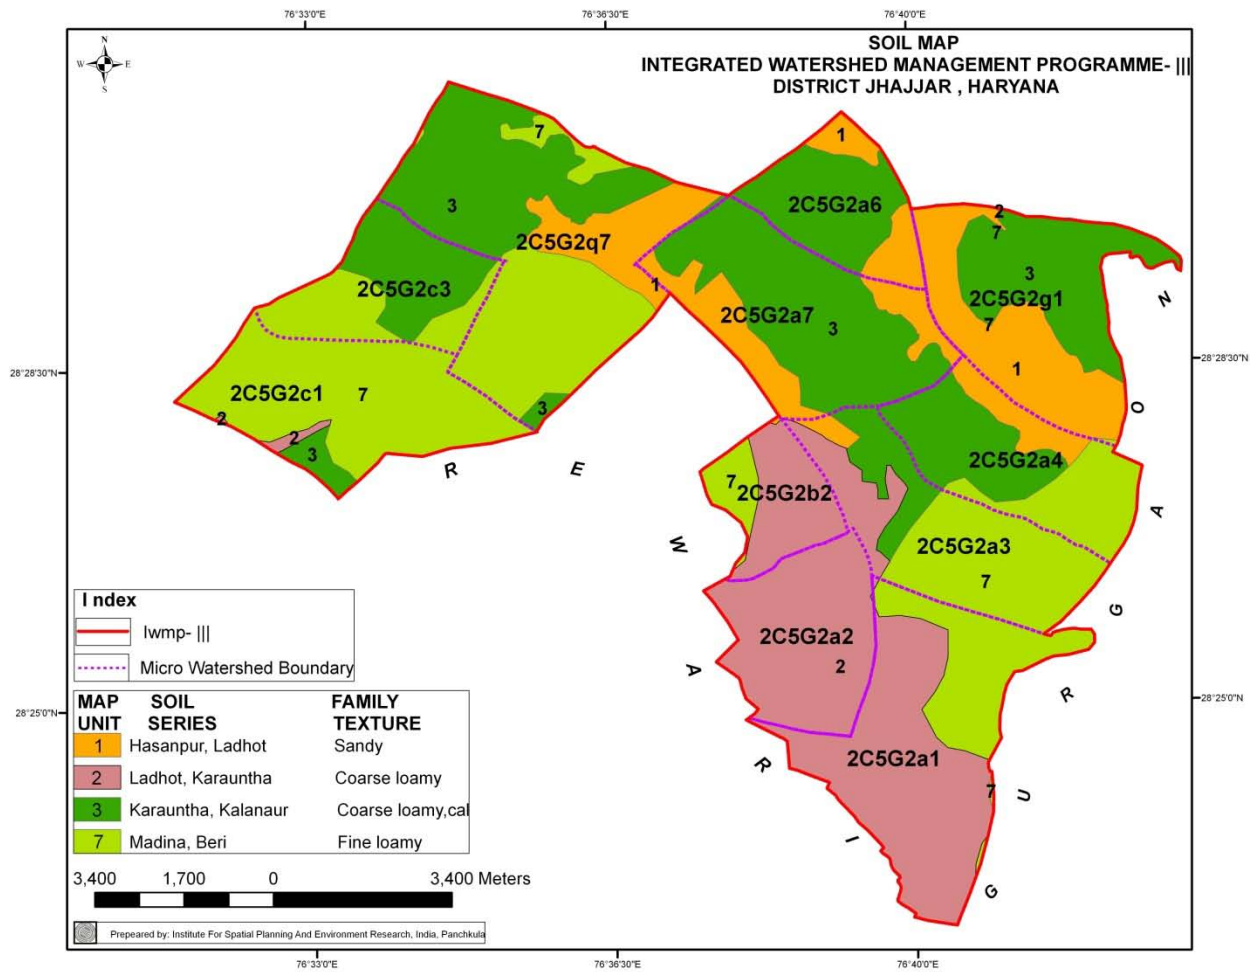 76°33'0"E 76°36'30"E 76°40'0"E
SOIL MAP
INTEGRATED WATERSHED MANAGEMENT PROGRAMME- |||
DISTRICT JHAJJAR , HARYANA
N
W E
S
7
1
3
2C5G2a6
2
7
2C5G2q7
3
2C5G2c3
1
2C5G2g1
N
2C5G2a7
3
7
28°28'30"N
28°28'30"N
1
2C5G2c1
7
3
O
2
2
3
R
E
2C5G2a4
7
2C5G2b2
A
W
2C5G2a3
7
G
2C5G2a2
2
A
R
R
2C5G2a1
7
U
I
G
I ndex
Iwmp- |||
Micro Watershed Boundary
28°25'0"N
28°25'0"N
MAP SOIL FAMILY
UNIT SERIES TEXTURE
1 Hasanpur, Ladhot Sandy
2 Ladhot, Karauntha Coarse loamy
3 Karauntha, Kalanaur Coarse loamy,cal
7 Madina, Beri Fine loamy
3,400 1,700 0 3,400 Meters
Prepeared by: Institute For Spatial Planning And Environment Research, India, Panchkula
76°33'0"E 76°36'30"E 76°40'0"E